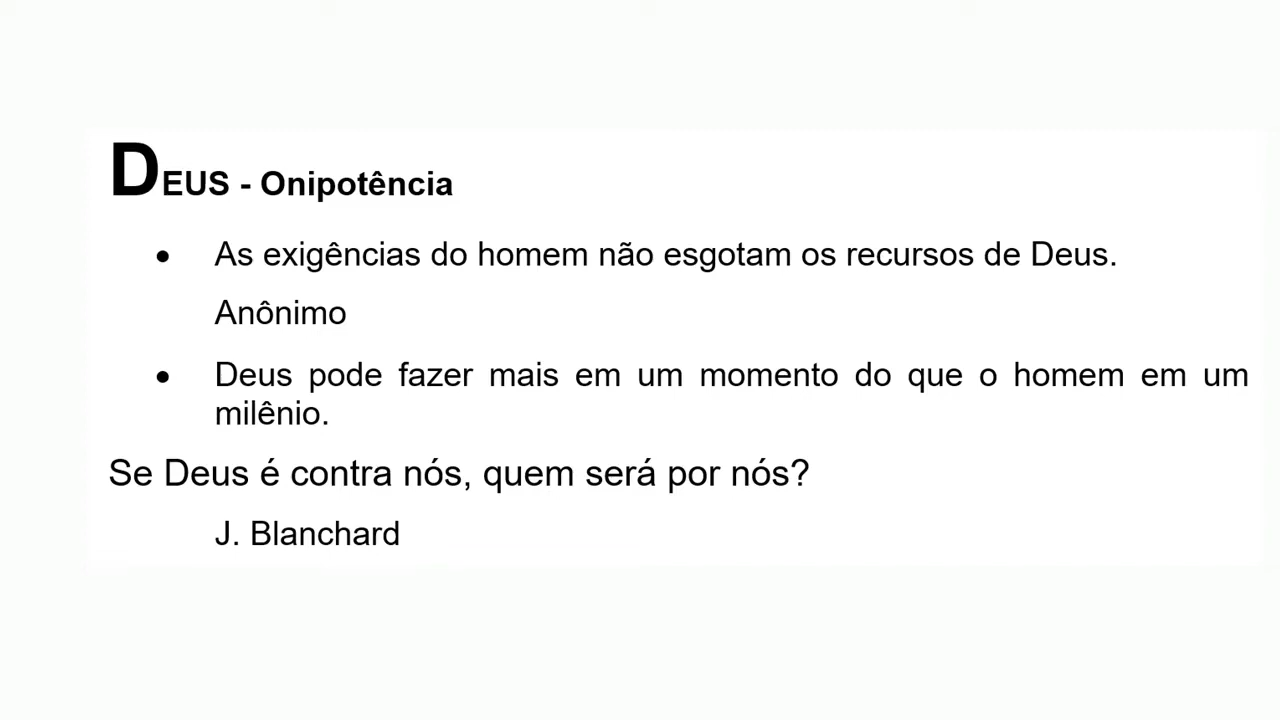 DEUS - Onipotência
• As exigências do homem não esgotam os recursos de Deus.
Anônimo
• Deus pode fazer mais em um momento do que o homem em um
milênio.
Se Deus é contra nós, quem será por nós?
J. Blanchard